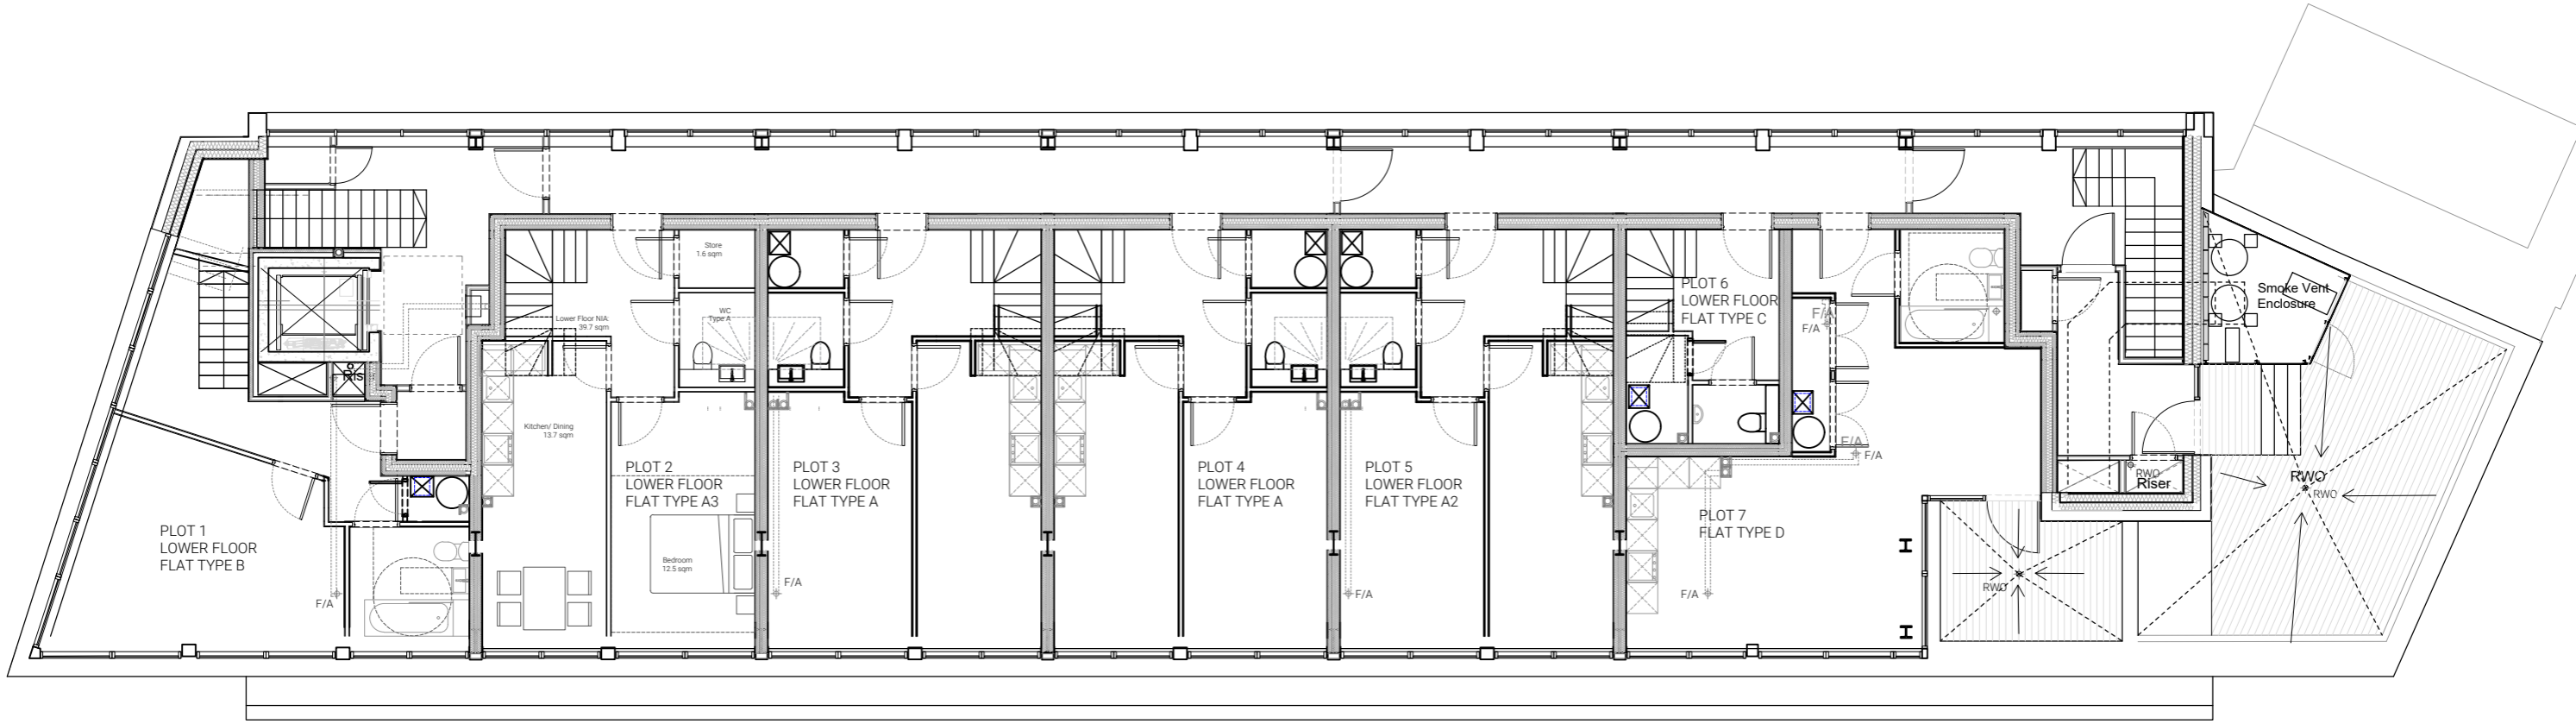 Store
1.6 sqm
Lower Floor NIA:
39.7 sqm
WC
Type A
Ris
Kitchen/ Dining
13.7 sqm
PLOT 1
LOWER FLOOR
FLAT TYPE B
F/A
PLOT 2
LOWER FLOOR
FLAT TYPE A3
Bedroom
12.5 sqm
PLOT 3
LOWER FLOOR
FLAT TYPE A
F/A
PLOT 4
LOWER FLOOR
FLAT TYPE A
PLOT 5
LOWER FLOOR
FLAT TYPE A2
F/A
PLOT 6
LOWER FLOOR
FLAT TYPE C
F/A
F/A
F/A
F/A
PLOT 7
FLAT TYPE D
F/A
RWO
Smoke Vent
Enclosure
RWO
Riser
RWO
RWO